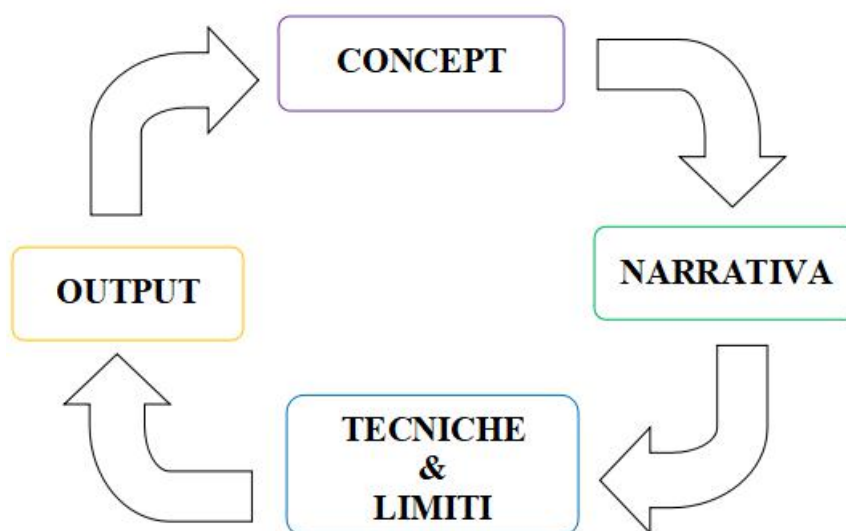 CONCEPT
NARRATIVA
TECNICHE
&
LIMITI
OUTPUT